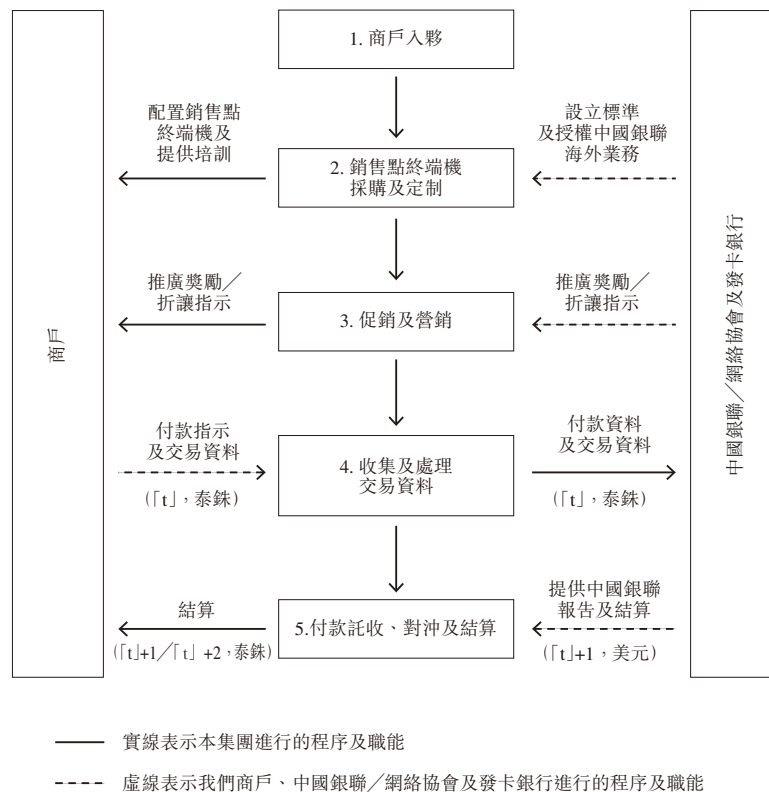 1. 商戶入夥
配置銷售點
終端機及
提供培訓
設立標準
及授權中國銀聯
海外業務
2. 銷售點終端機
採購及定制
推廣獎勵／
折讓指示
推廣獎勵／
折讓指示
3. 促銷及營銷
商戶
中國銀聯／網絡協會及發卡銀行
付款指示
及交易資料
(「t」，泰銖)
4. 收集及處理
交易資料
付款資料
及交易資料
(「t」，泰銖)
結算
(「t」+1／「t」+2，泰銖)
5.付款託收、對沖及結算
提供中國銀聯
報告及結算
(「t」+1，美元)
實線表示本集團進行的程序及職能
虛線表示我們商戶、中國銀聯／網絡協會及發卡銀行進行的程序及職能